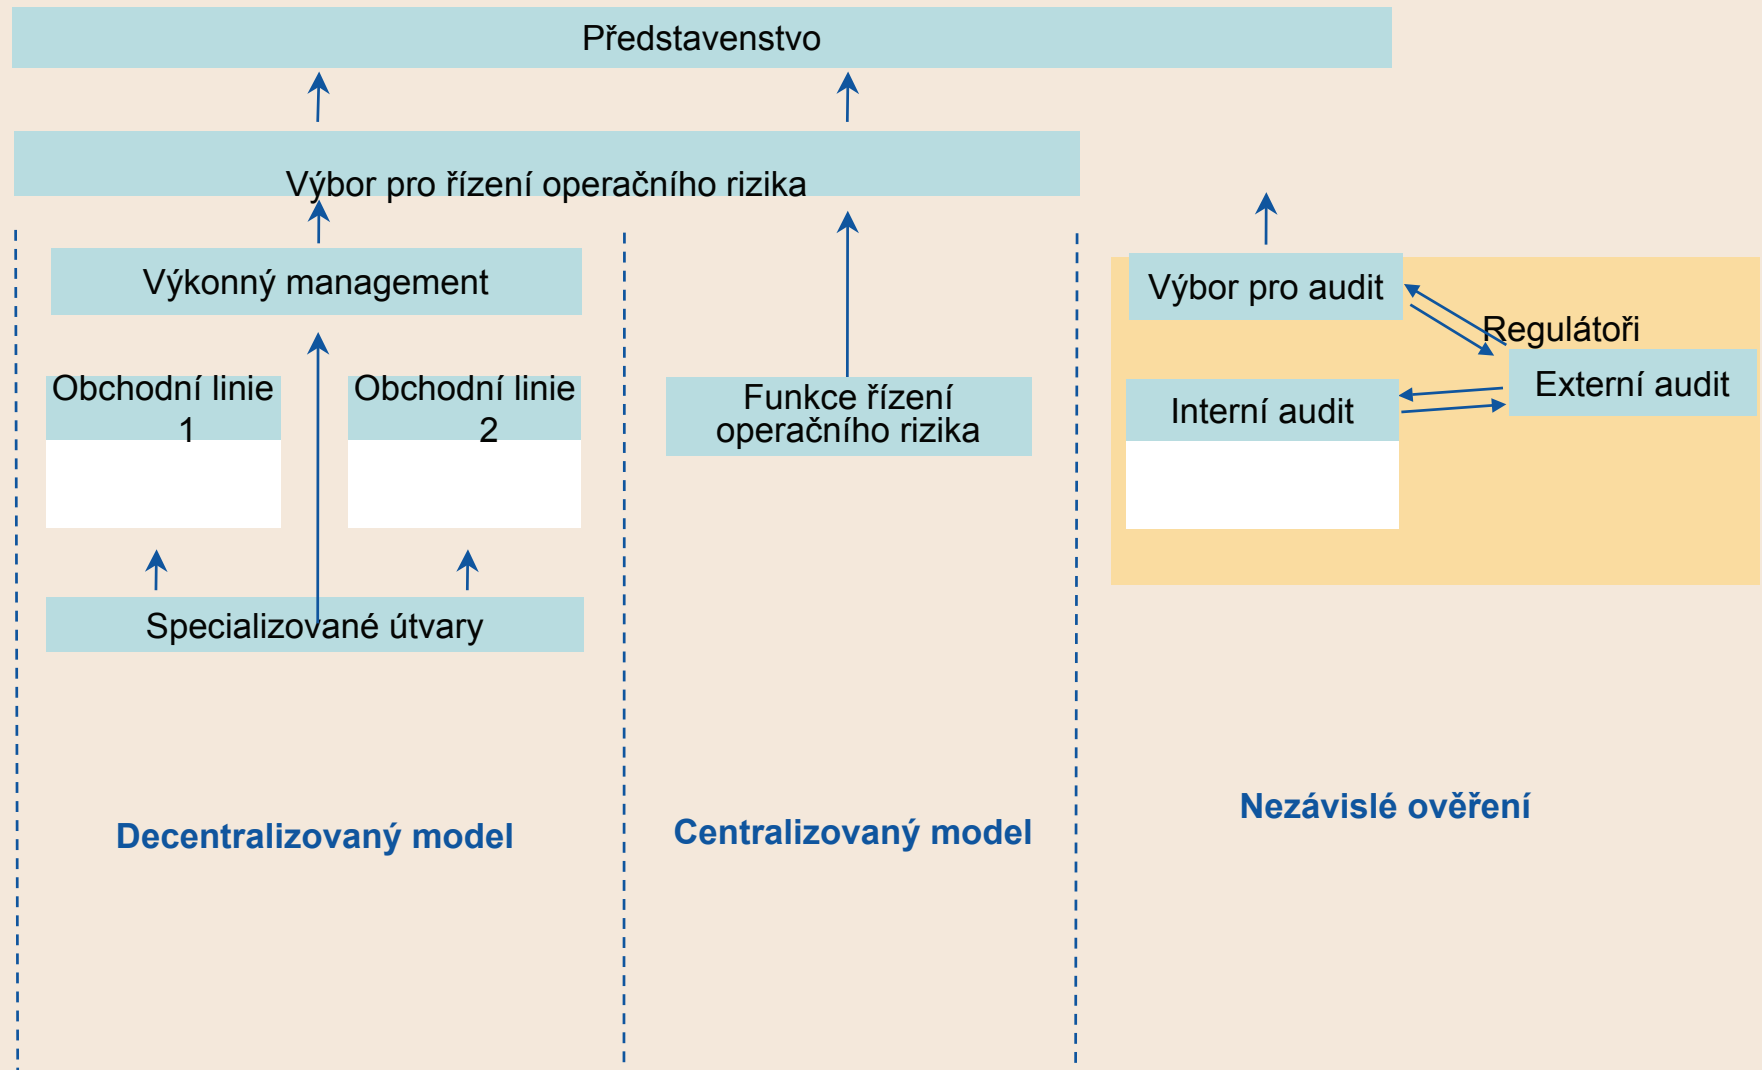 Představenstvo
Výbor pro řízení operačního rizika
Výkonný management
Obchodní linie
1
Obchodní linie
2
Specializované útvary
Decentralizovaný model
Funkce řízení
operačního rizika
Centralizovaný model
Výbor pro audit
Regulátoři
Externí audit
Interní audit
Nezávislé ověření